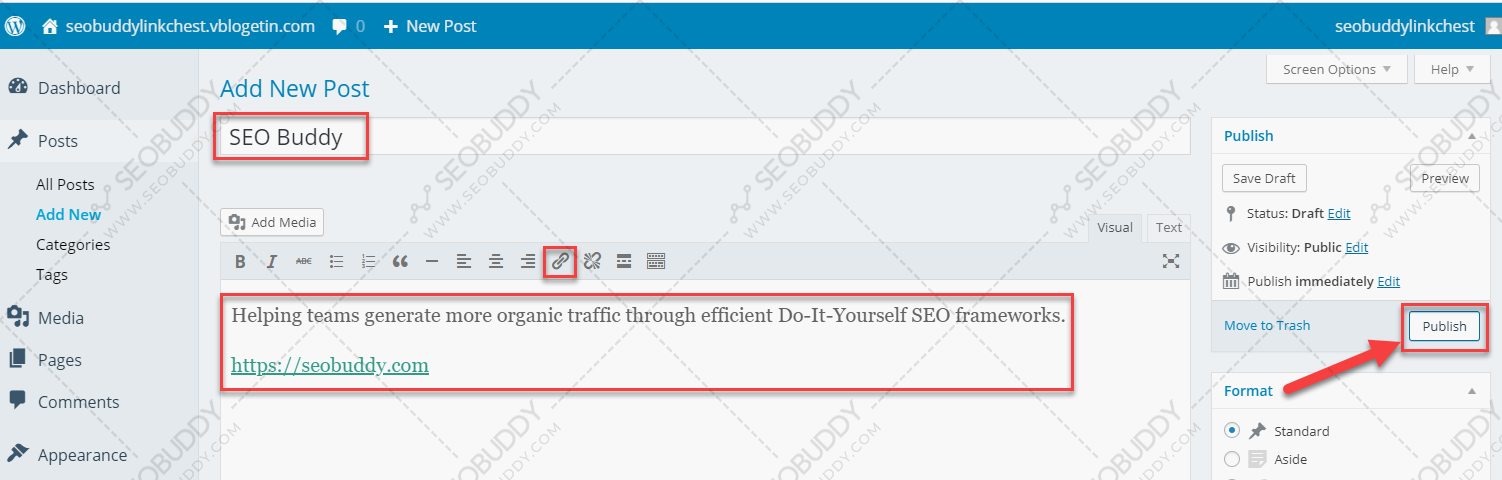 seobuddylinkchest.vblogetin.com 0 New Post seobuddylinkchest
Screen Options Help
Dashboard
Posts
All Posts
Add New
Categories
Tags
Media
Pages
Comments
Appearance
Add New Post
SEO Buddy
Add Media
Visual Text
B I ABC
Helping teams generate more organic traffic through efficient Do-It-Yourself SEO frameworks.
https://seobuddy.com
Publish
Save Draft Preview
Status: Draft Edit
Visibility: Public Edit
Publish immediately Edit
Move to Trash Publish
Format
Standard
Aside
SEOBUDDY
WWW.SEOBUDDY.COM